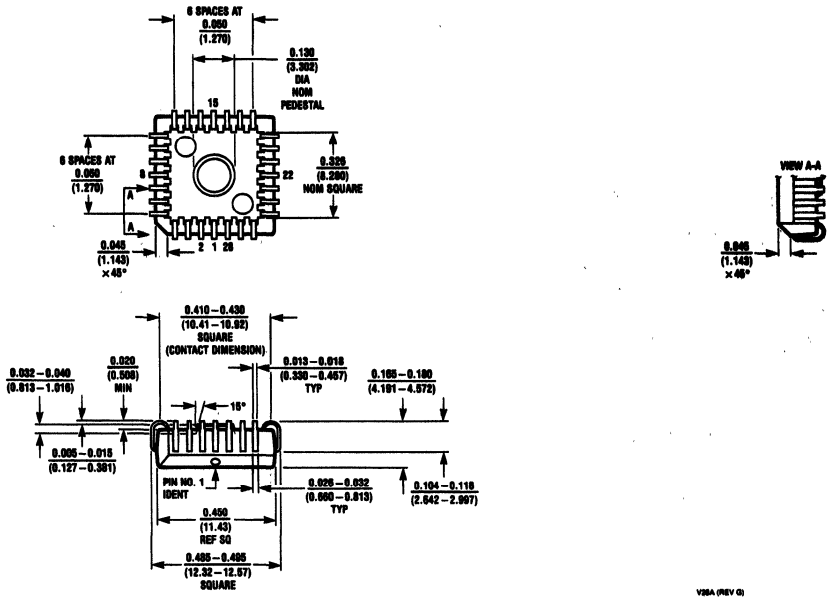 6 SPACES AT
0.050
(1.270)
0.130
(3.302)
DIA
NOM
PEDESTAL
15
6 SPACES AT
0.050
(1.270)
8
A
A
22
0.326
(8.280)
NOM SQUARE
2 1 28
0.045
(1.143)
× 45°
VIEW A-A
0.045
(1.143)
× 45°
0.410–0.430
(10.41–10.92)
SQUARE
(CONTACT DIMENSION)
0.032–0.040
(0.813–1.016)
0.020
(0.508)
MIN
0.013–0.018
(0.330–0.457)
TYP
0.165–0.180
(4.191–4.572)
15°
0.005–0.015
(0.127–0.381)
PIN NO. 1
IDENT
0.026–0.032
(0.660–0.813)
TYP
0.104–0.118
(2.642–2.997)
0.450
(11.43)
REF SQ
0.485–0.495
(12.32–12.57)
SQUARE
V28A (REV G)